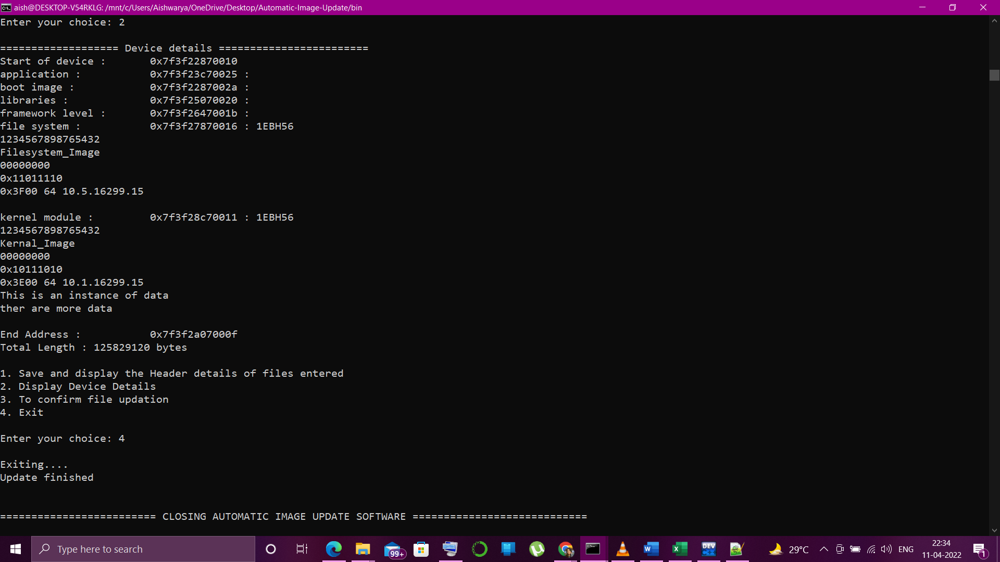 aish@DESKTOP-V54RKLG: /mnt/c/Users/Aishwarya/OneDrive/Desktop/Automatic-Image-Update/bin
Enter your choice: 2
=================== Device details ========================
Start of device : 0x7f3f22870010
application : 0x7f3f23c70025 :
boot image : 0x7f3f2287002a :
libraries : 0x7f3f25070020 :
framework level : 0x7f3f2647001b :
file system : 0x7f3f27870016 : 1EBH56
1234567898765432
Filesystem_Image
00000000
0x11011110
0x3F00 64 10.5.16299.15
kernel module : 0x7f3f28c70011 : 1EBH56
1234567898765432
Kernal_Image
00000000
0x10111010
0x3E00 64 10.1.16299.15
This is an instance of data
ther are more data
End Address : 0x7f3f2a07000f
Total Length : 125829120 bytes
1. Save and display the Header details of files entered
2. Display Device Details
3. To confirm file updation
4. Exit
Enter your choice: 4
Exiting....
Update finished
========================= CLOSING AUTOMATIC IMAGE UPDATE SOFTWARE ============================
Type here to search
99+
DEV
C++
29°C
ENG
22:34
11-04-2022
1